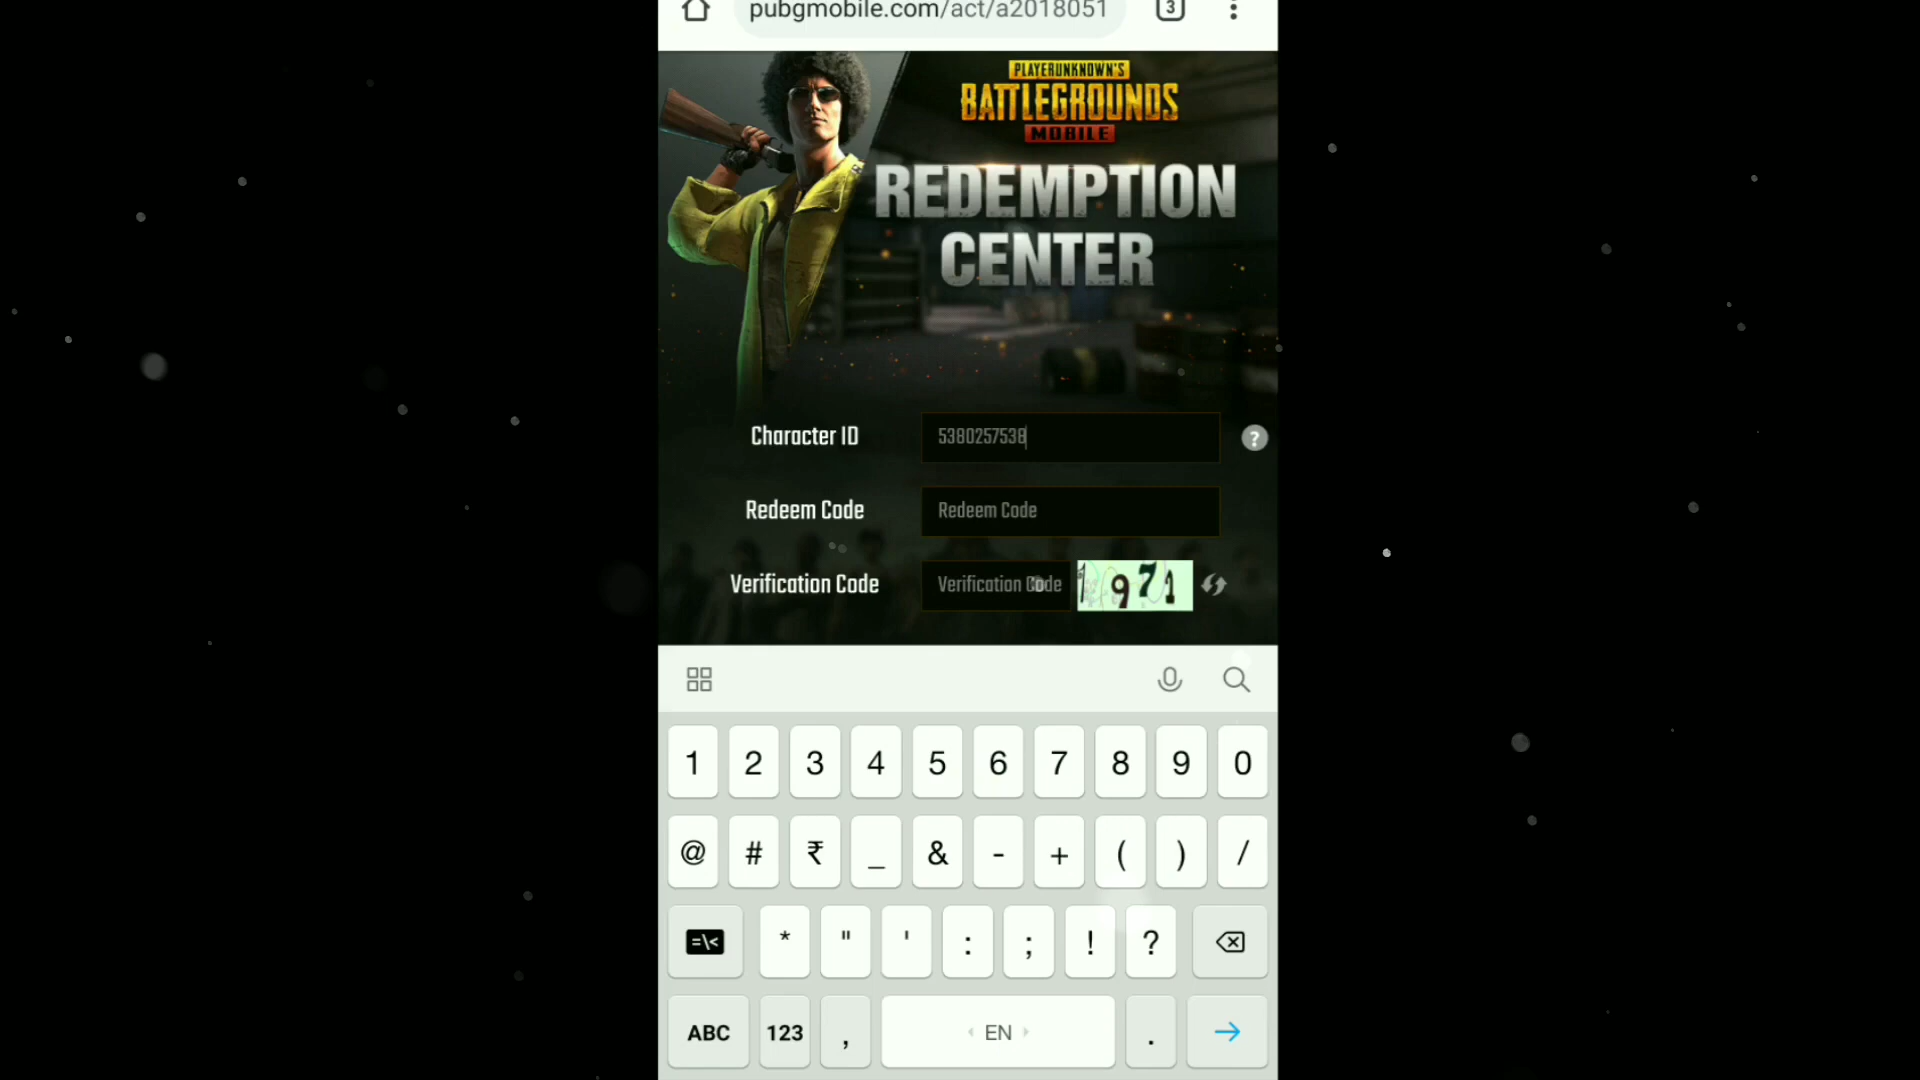 pubgmobile.com/act/a2018051
3
PLAYERUNKNOWN'S
BATTLEGROUNDS
MOBILE
REDEMPTION
CENTER
Character ID
5380257538
?
Redeem Code
Redeem Code
Verification Code
Verification Code
1971
1 2 3 4 5 6 7 8 9 0
@ # ₹ _ & - + ( ) /
=\< * " ' : ; ! ?
ABC 123 , EN .